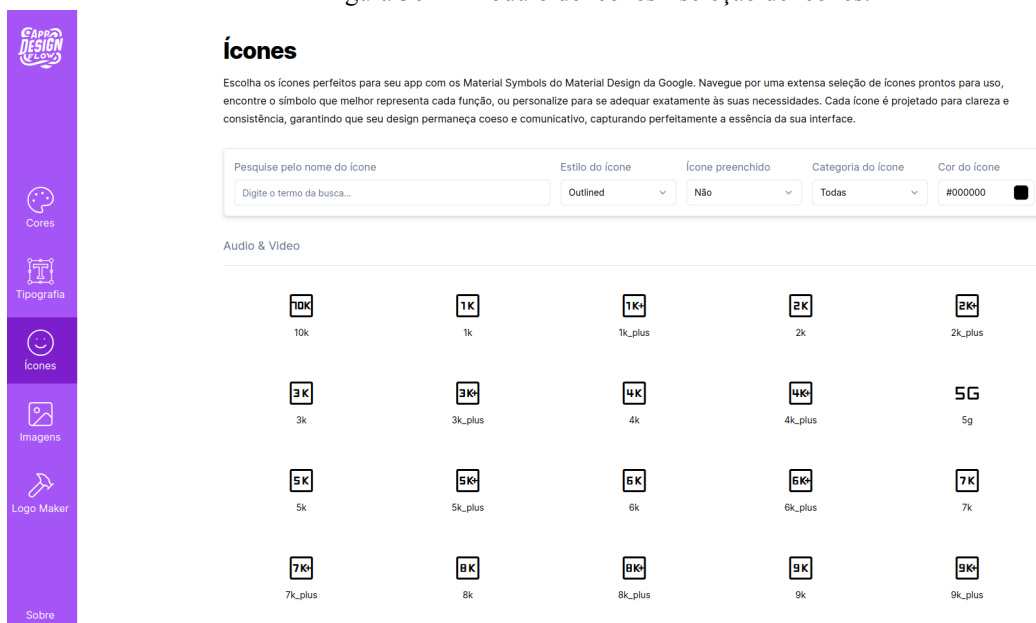 APP
DESIGN
FLOW
Cores
Tipografia
Ícones
Imagens
Logo Maker
Sobre
Ícones
Escolha os ícones perfeitos para seu app com os Material Symbols do Material Design da Google. Navegue por uma extensa seleção de ícones prontos para uso,
encontre o símbolo que melhor representa cada função, ou personalize para se adequar exatamente às suas necessidades. Cada ícone é projetado para clareza e
consistência, garantindo que seu design permaneça coeso e comunicativo, capturando perfeitamente a essência da sua interface.
Pesquise pelo nome do ícone Estilo do ícone Ícone preenchido Categoria do ícone Cor do ícone
Digite o termo da busca... Outlined Não Todas #000000
Audio & Video
10K 1K 1K+ 2K 2K+
10k 1k 1k_plus 2k 2k_plus
3K 3K+ 4K 4K+ 5G
3k 3k_plus 4k 4k_plus 5g
5K 5K+ 6K 6K+ 7K
5k 5k_plus 6k 6k_plus 7k
7K+ 8K 8K+ 9K 9K+
7k_plus 8k 8k_plus 9k 9k_plus